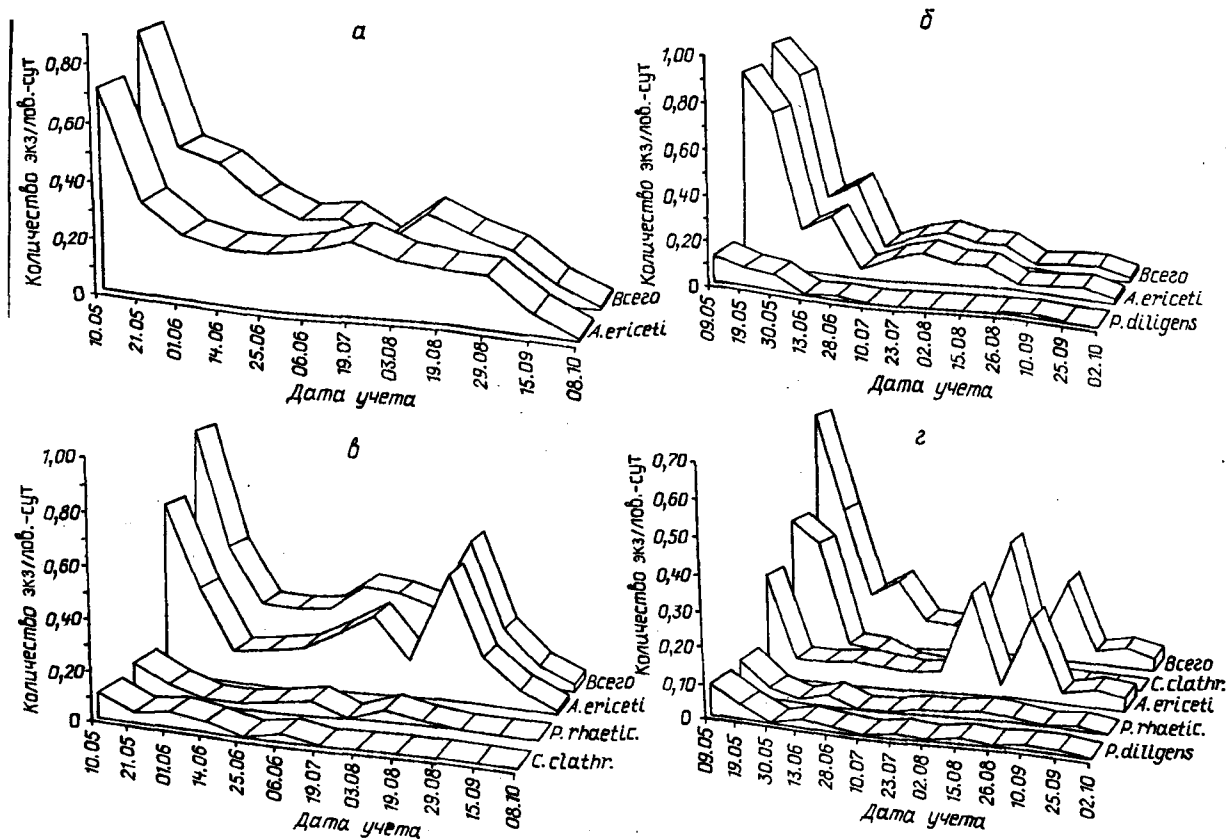 а
Количество экз/лов.-сут
0,80
0,60
0,40
0,20
0
10.05
21.05
01.06
14.06
25.06
06.06
19.07
03.08
19.08
29.08
15.09
08.10
Дата учета
Всего
A.ericeti
б
Количество экз/лов.-сут
1,00
0,80
0,60
0,40
0,20
0
09.05
19.05
30.05
13.06
28.06
10.07
23.07
02.08
15.08
26.08
10.09
25.09
02.10
Дата учета
Всего
A.ericeti
P.diligens
в
Количество экз/лов.-сут
1,00
0,80
0,60
0,40
0,20
0
10.05
21.05
01.06
14.06
25.06
06.06
19.07
03.08
19.08
29.08
15.09
08.10
Дата учета
Всего
A.ericeti
P.rhaetic.
C.clathr.
г
Количество экз/лов.-сут
0,70
0,60
0,50
0,40
0,30
0,20
0,10
0
09.05
19.05
30.05
13.06
28.06
10.07
23.07
02.08
15.08
26.08
10.09
25.09
02.10
Дата учета
Всего
C.clathr.
A.ericeti
P.rhaetic.
P.diligens